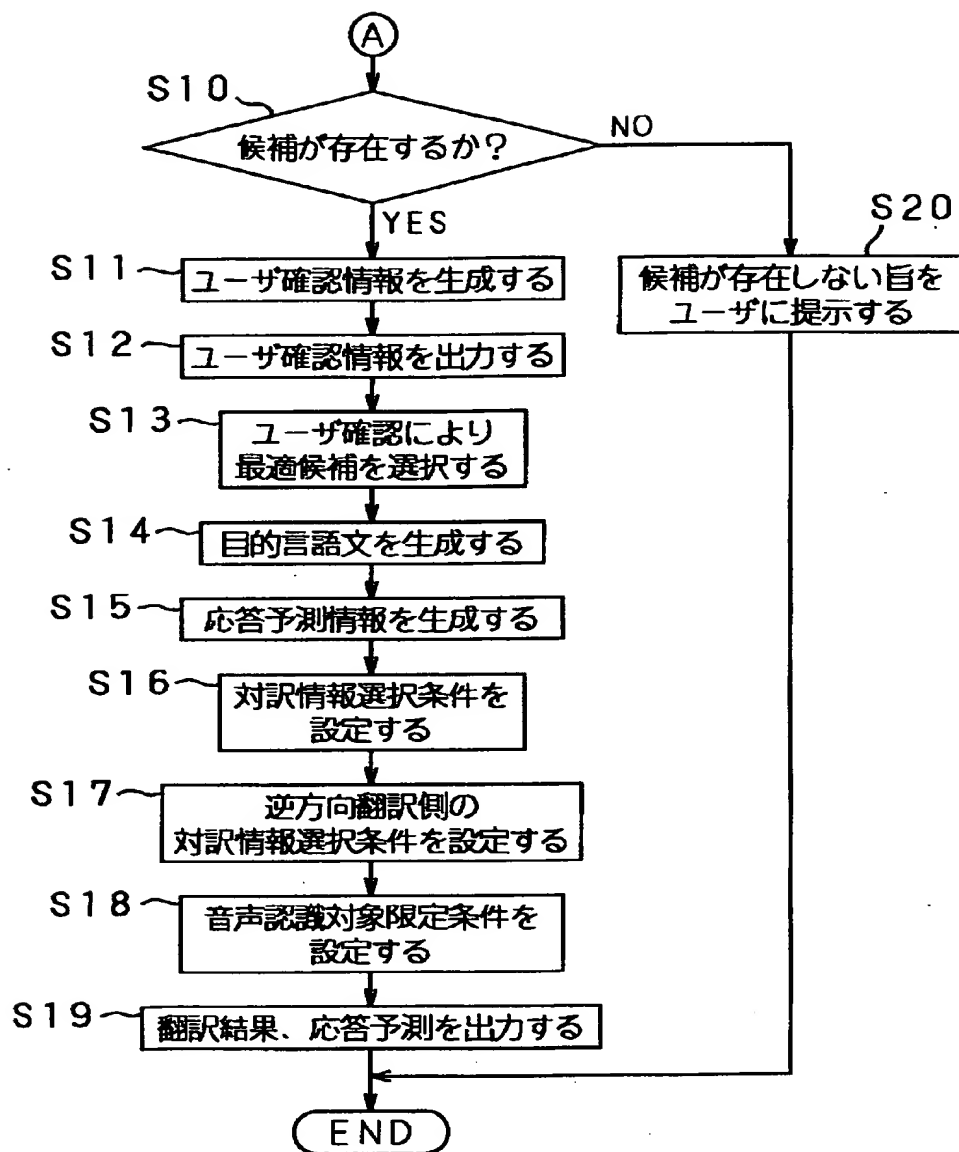 A
S10
候補が存在するか?
NO
YES
S20
候補が存在しない旨を
ユーザに提示する
S11
ユーザ確認情報を生成する
S12
ユーザ確認情報を出力する
S13
ユーザ確認により
最適候補を選択する
S14
目的言語文を生成する
S15
応答予測情報を生成する
S16
対訳情報選択条件を
設定する
S17
逆方向翻訳側の
対訳情報選択条件を設定する
S18
音声認識対象限定条件を
設定する
S19
翻訳結果、応答予測を出力する
END